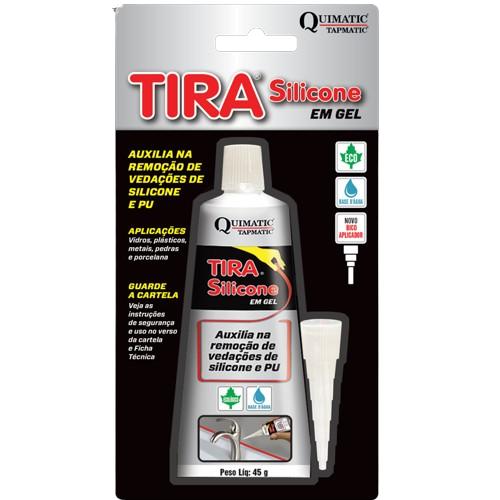 QUIMATIC
TAPMATIC
TIRA® Silicone
EM GEL
AUXILIA NA
REMOÇÃO DE
VEDAÇÕES DE
SILICONE
E PU
APLICAÇÕES
Vidros, plásticos,
metais, pedras
e porcelana
GUARDE
A CARTELA
Veja as
instruções
de segurança
e uso no verso
da cartela
e Ficha
Técnica
ECO
BASE D'ÁGUA
NOVO
BICO
APLICADOR
QUIMATIC
TAPMATIC
TIRA®
Silicone
EM GEL
Auxilia na
remoção de
vedações de
silicone e PU
ECOLÓGICO
BASE D'ÁGUA
Peso Líq: 45 g